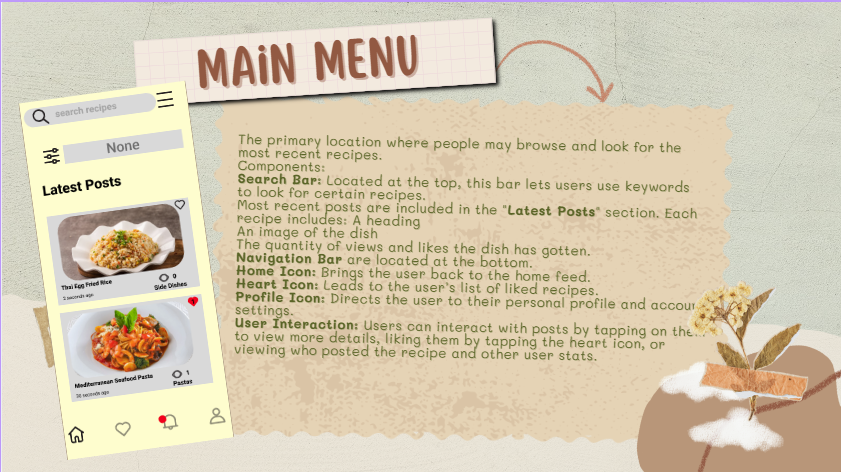 MAiN MENU
search recipes
None
Latest Posts
Thai Egg Fried Rice
9
2 seconds ago
Side Dishes
1
Mediterranean Seafood Pasta
1
30 seconds ago
Pastas
The primary location where people may browse and look for the
most recent recipes.
Components:
Search Bar: Located at the top, this bar lets users use keywords
to look for certain recipes.
Most recent posts are included in the "Latest Posts" section. Each
recipe includes: A heading
An image of the dish
The quantity of views and likes the dish has gotten.
Navigation Bar are located at the bottom.
Home Icon: Brings the user back to the home feed.
Heart Icon: Leads to the user's list of liked recipes.
Profile Icon: Directs the user to their personal profile and accou
settings.
User Interaction: Users can interact with posts by tapping on the
to view more details, liking them by tapping the heart icon, or
viewing who posted the recipe and other user stats.